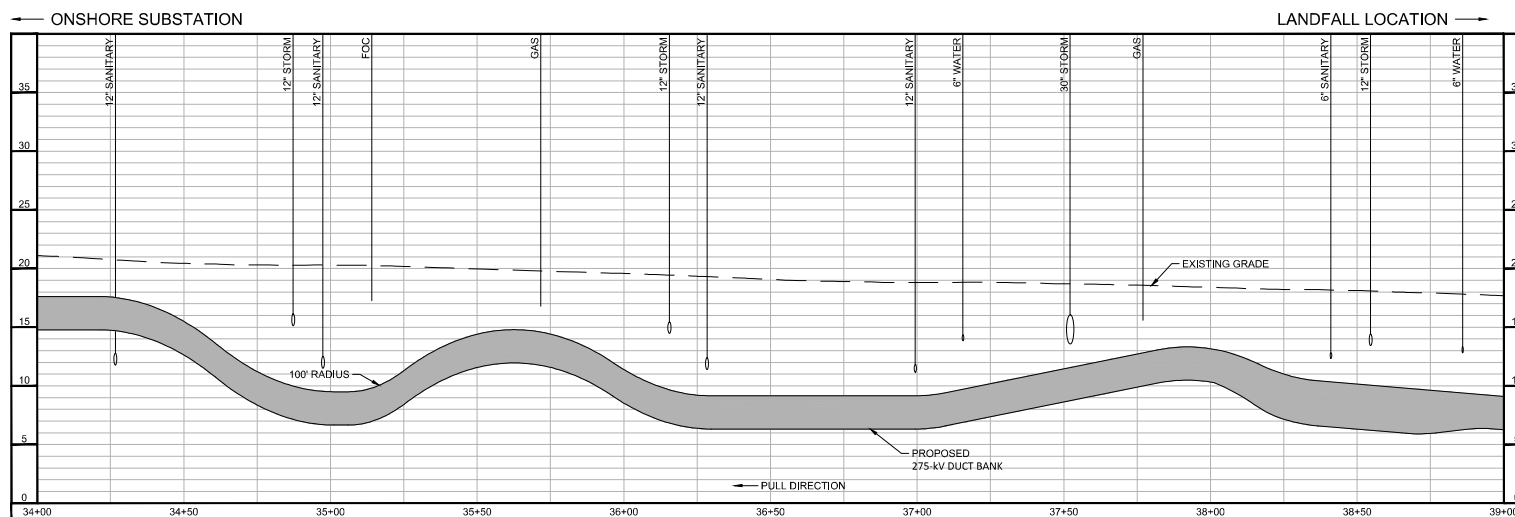 ONSHORE SUBSTATION
LANDFALL LOCATION
12" SANITARY
12" STORM
12" SANITARY
FOC
GAS
12" STORM
12" SANITARY
12" SANITARY
6" WATER
30" STORM
GAS
6" SANITARY
12" STORM
6" WATER
35
30
25
20
15
10
5
0
EXISTING GRADE
100' RADIUS
PROPOSED
275-kV DUCT BANK
PULL DIRECTION
34+00
34+50
35+00
35+50
36+00
36+50
37+00
37+50
38+00
38+50
39+00